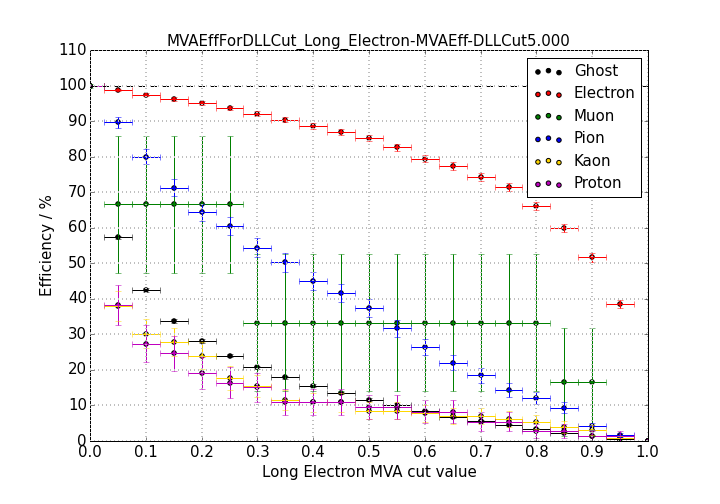 MVAEffForDLLCut_Long_Electron-MVAEff-DLLCut5.000
110
100
90
80
70
60
50
40
30
20
10
0
Efficiency / %
Ghost
Electron
Muon
Pion
Kaon
Proton
0.0 0.1 0.2 0.3 0.4 0.5 0.6 0.7 0.8 0.9 1.0
Long Electron MVA cut value